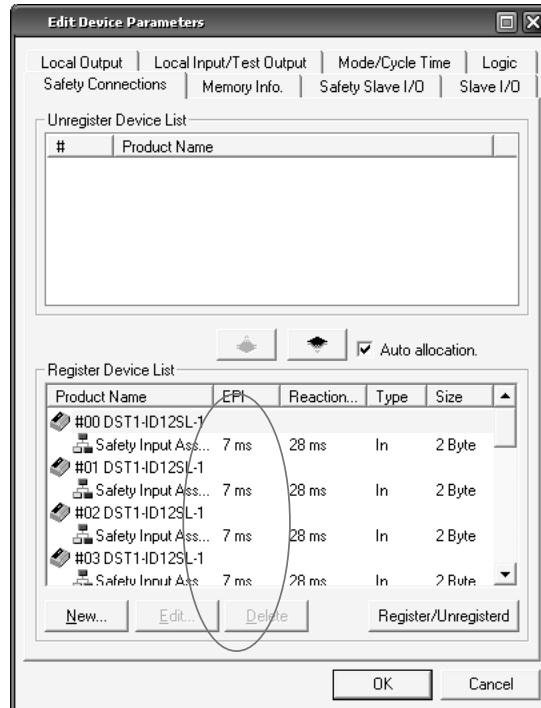 Edit Device Parameters
Local Output Local Input/Test Output Mode/Cycle Time Logic
Safety Connections Memory Info. Safety Slave I/O Slave I/O
Unregister Device List
# Product Name
Auto allocation.
Register Device List
Product Name EPI Reaction... Type Size
#00 DST1-ID12SL-1
Safety Input Ass... 7 ms 28 ms In 2 Byte
#01 DST1-ID12SL-1
Safety Input Ass... 7 ms 28 ms In 2 Byte
#02 DST1-ID12SL-1
Safety Input Ass... 7 ms 28 ms In 2 Byte
#03 DST1-ID12SL-1
Safety Input Ass... 7 ms 28 ms In 2 Byte
New... Edit... Delete Register/Unregisterd
OK Cancel